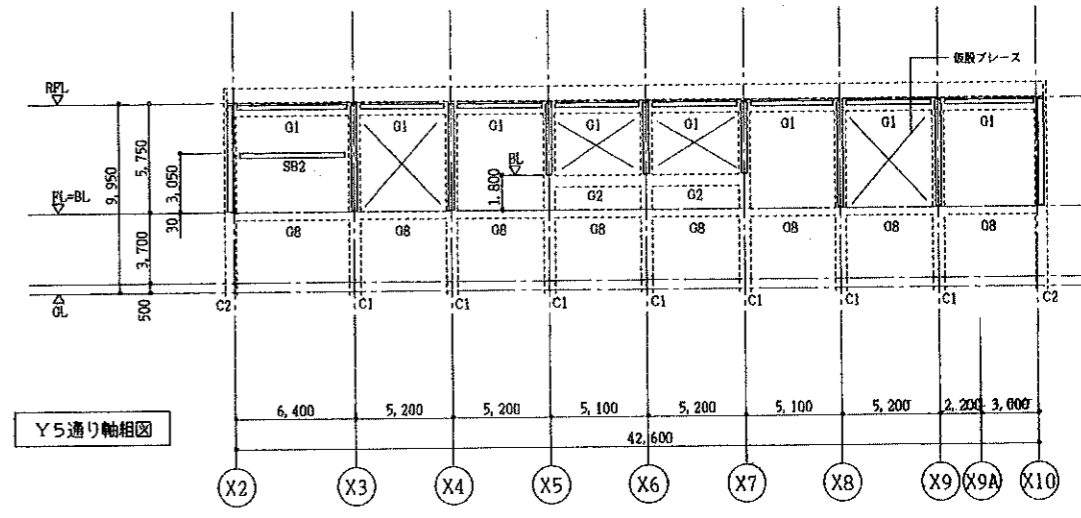 仮設ブレース
RFL
G1 G1 G1 G1 G1 G1 G1 G1
SB2
BL
9,950
5,750
3,050
1,800
FL=BL
G2 G2
30
3,700
G8 G8 G8 G8 G8 G8 G8 G8
GL
500
C2 C1 C1 C1 C1 C1 C1 C1 C2
6,400 5,200 5,200 5,100 5,200 5,100 5,200 2,200 3,000
42,600
Y5通り軸組図
X2 X3 X4 X5 X6 X7 X8 X9 X9A X10